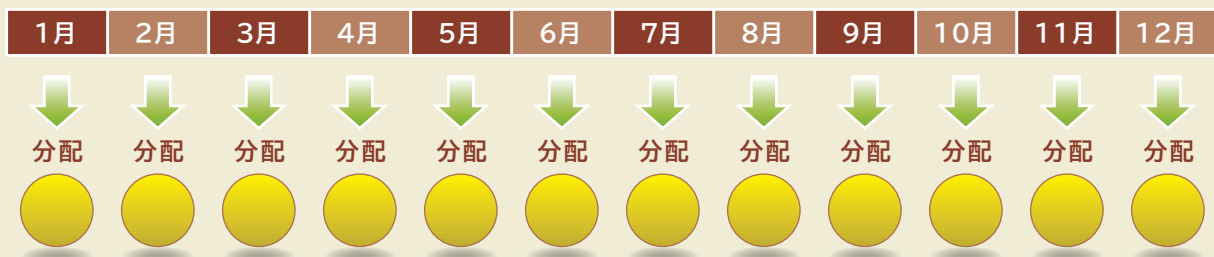 1月 2月 3月 4月 5月 6月 7月 8月 9月 10月 11月 12月
分配 分配 分配 分配 分配 分配 分配 分配 分配 分配 分配 分配